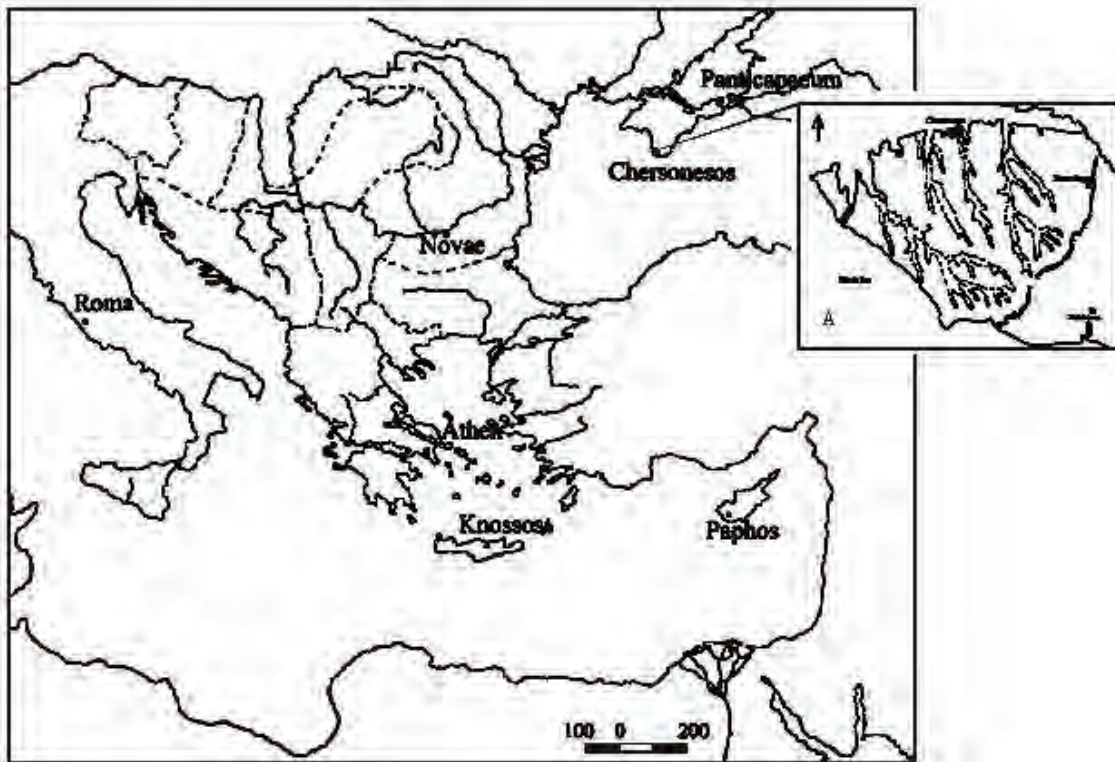 Panticapaeum
Chersonesos
Novae
Roma
Athen
Knossos
Paphos
A
100 0 200